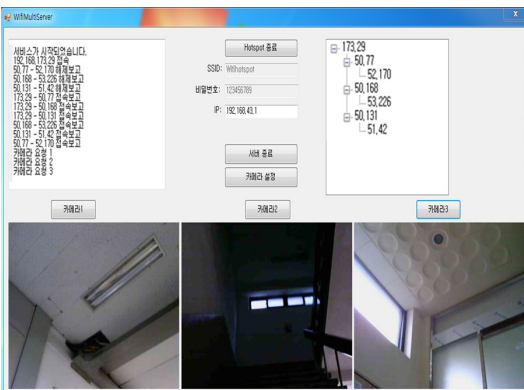 WifiMultiServer
서비스가 시작되었습니다.
192,168,173,29 접속
50,77 - 52,170 해제보고
50,168 - 53,226 해제보고
50,131 - 51,42 해제보고
173,29 - 50,77 접속보고
173,29 - 50,168 접속보고
173,29 - 50,131 접속보고
50,168 - 53,226 접속보고
50,131 - 51,42 접속보고
50,77 - 52,170 접속보고
카메라 요청 1
카메라 요청 2
카메라 요청 3
Hotspot 종료
SSID: Wifihotspot
비밀번호: 123456789
IP: 192,168,43,1
서버 종료
카메라 설정
173,29
50,77
52,170
50,168
53,226
50,131
51,42
카메라1
카메라2
카메라3